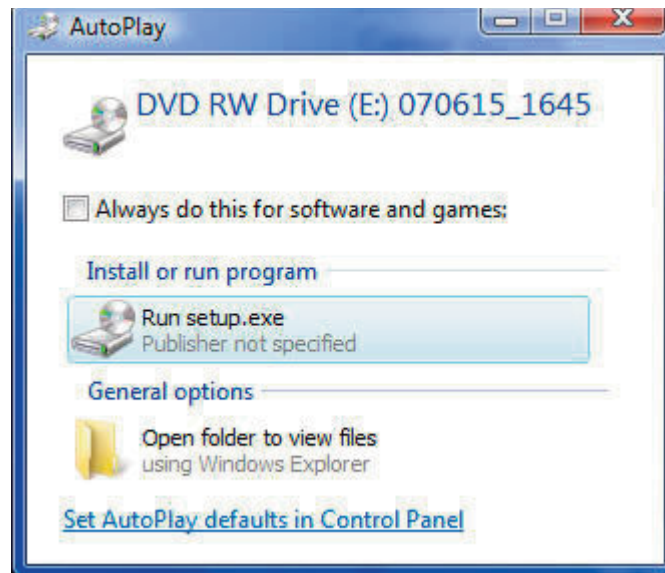 AutoPlay
DVD RW Drive (E:) 070615_1645
Always do this for software and games:
Install or run program
Run setup.exe
Publisher not specified
General options
Open folder to view files
using Windows Explorer
Set AutoPlay defaults in Control Panel